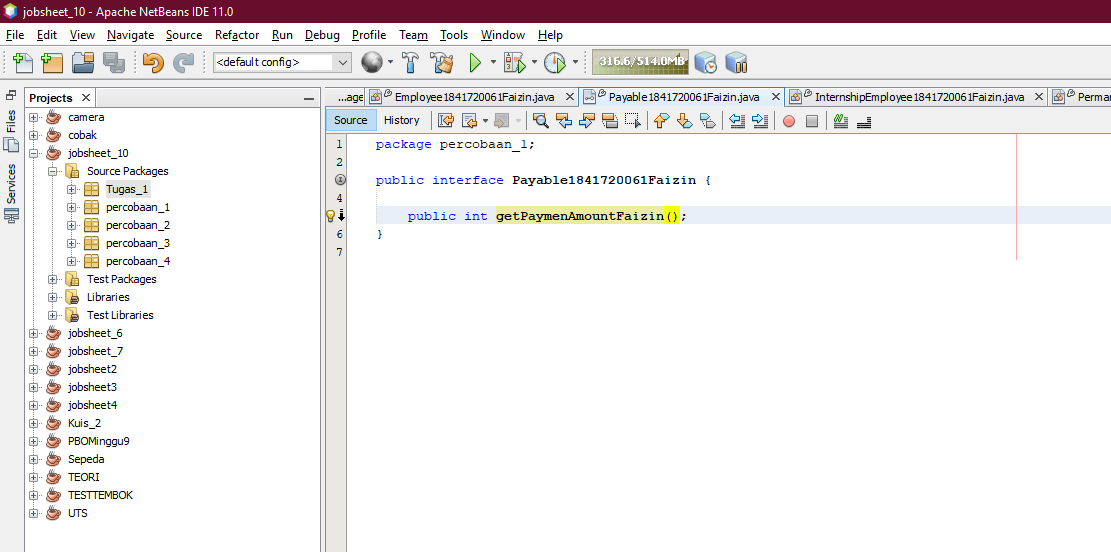 jobsheet_10 - Apache NetBeans IDE 11.0
File Edit View Navigate Source Refactor Run Debug Profile Team Tools Window Help
<default config>
316.6/514.0MB
Files
Services
Projects
camera
cobak
jobsheet_10
Source Packages
Tugas_1
percobaan_1
percobaan_2
percobaan_3
percobaan_4
Test Packages
Libraries
Test Libraries
jobsheet_6
jobsheet_7
jobsheet2
jobsheet3
jobsheet4
Kuis_2
PBOMinggu9
Sepeda
TEORI
TESTTEMBOK
UTS
...age Employee1841720061Faizin.java Payable1841720061Faizin.java InternshipEmployee1841720061Faizin.java Perman
Source History
1 package percobaan_1;
2
public interface Payable1841720061Faizin {
4
public int getPaymenAmountFaizin();
6 }
7